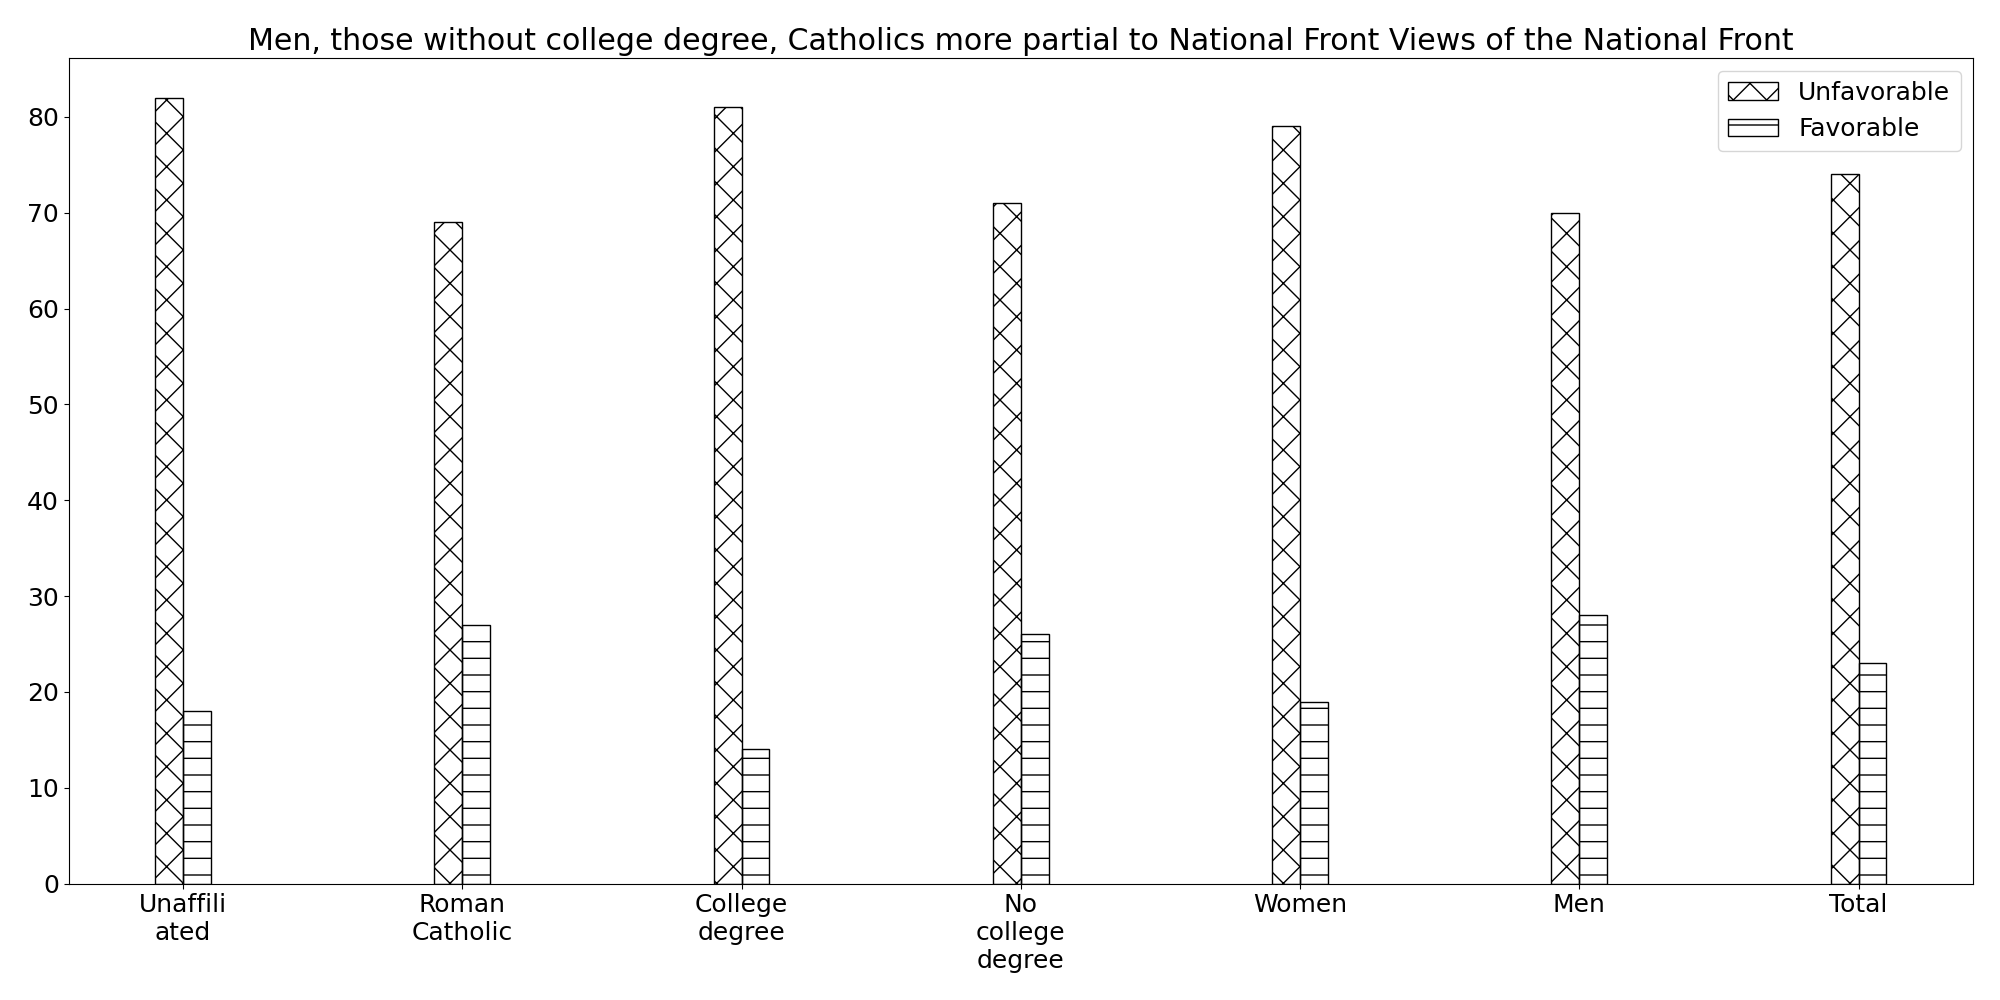 Men, those without college degree, Catholics more partial to National Front Views of the National Front
Unfavorable
Favorable
80
70
60
50
40
30
20
10
0
Unaffili
ated
Roman
Catholic
College
degree
No
college
degree
Women
Men
Total